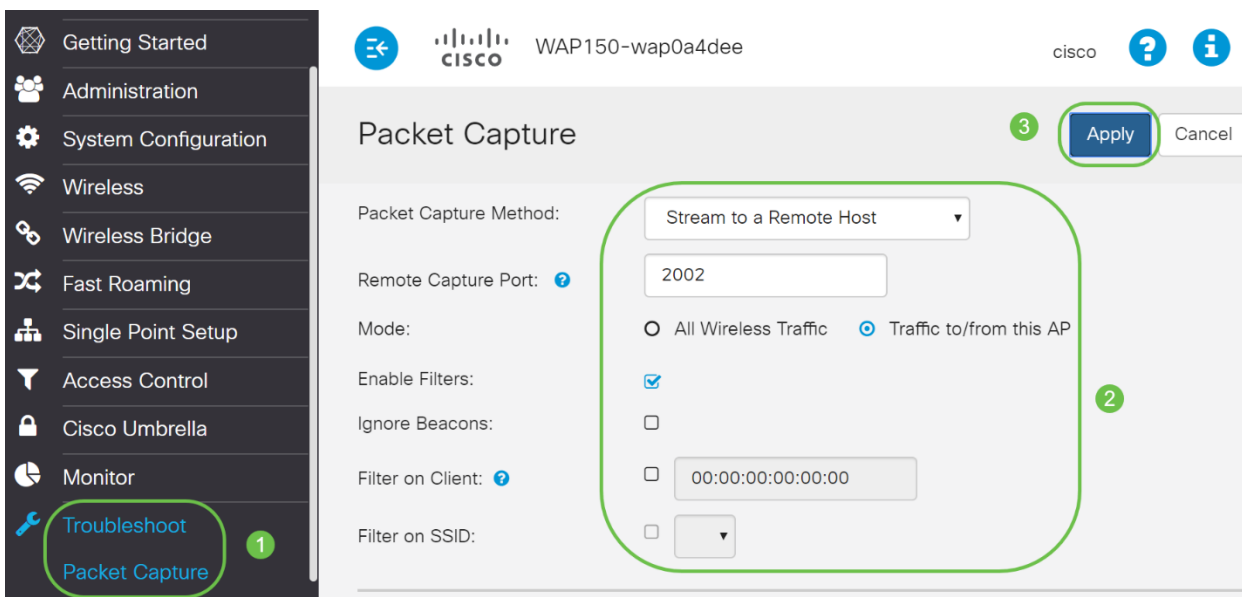 Getting Started
Administration
System Configuration
Wireless
Wireless Bridge
Fast Roaming
Single Point Setup
Access Control
Cisco Umbrella
Monitor
Troubleshoot
Packet Capture
1
CISCO
WAP150-wap0a4dee
cisco
?
i
Packet Capture
3
Apply
Cancel
Packet Capture Method:
Stream to a Remote Host
Remote Capture Port: ?
2002
Mode:
All Wireless Traffic
Traffic to/from this AP
Enable Filters:
Ignore Beacons:
2
Filter on Client: ?
00:00:00:00:00:00
Filter on SSID: